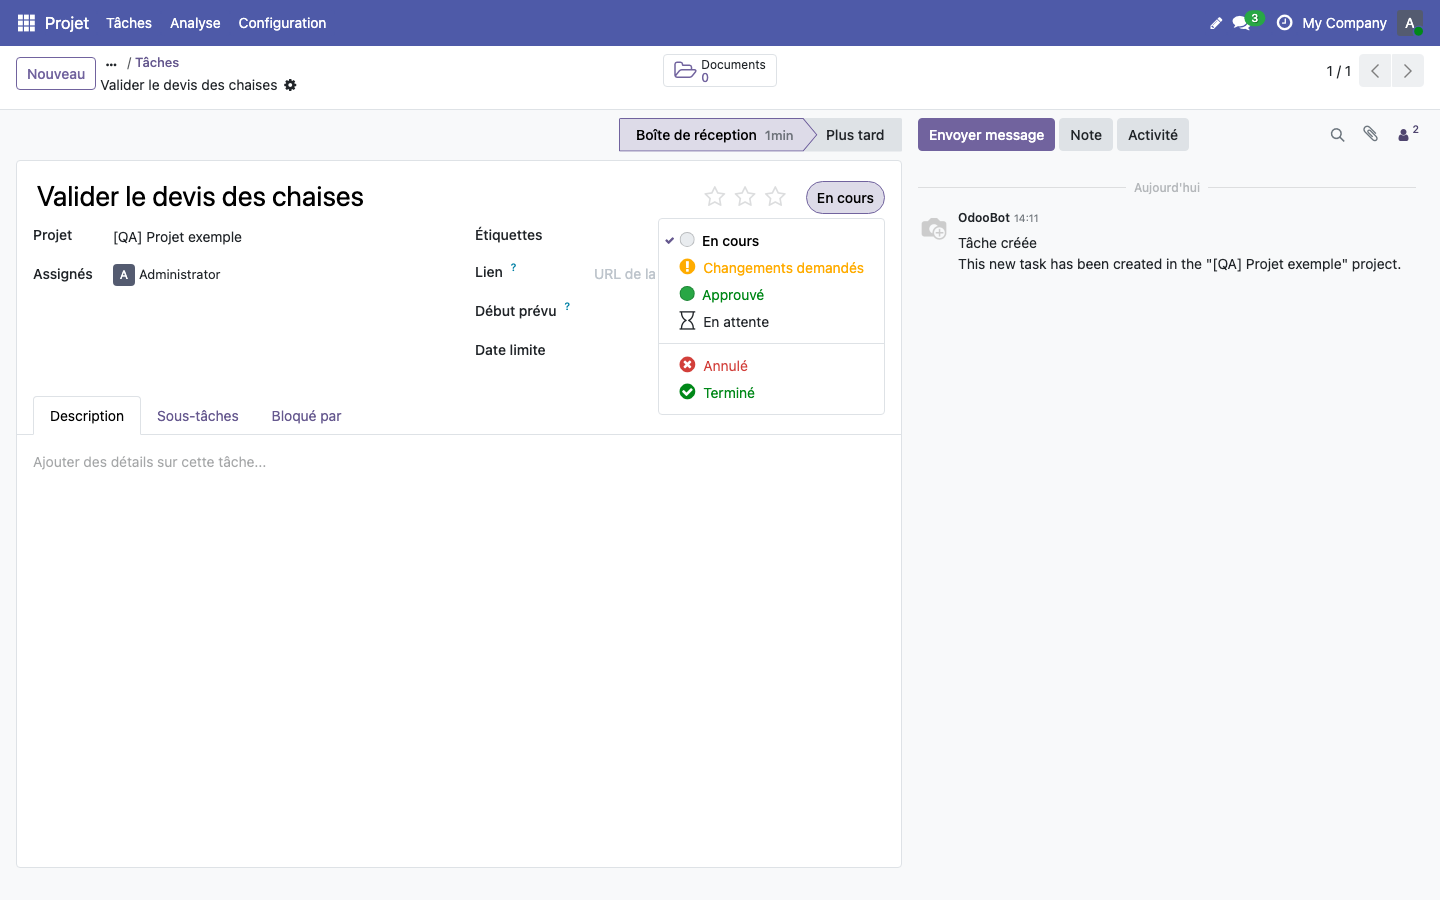 Projet Tâches Analyse Configuration 3 My Company A
Nouveau ... / Tâches
Valider le devis des chaises
Documents
0
1 / 1
Boîte de réception 1min Plus tard
Envoyer message Note Activité 2
Valider le devis des chaises
En cours
Projet [QA] Projet exemple
Assignés A Administrator
Étiquettes
Lien ? URL de la
Début prévu ?
Date limite
En cours
Changements demandés
Approuvé
En attente
Annulé
Terminé
Description Sous-tâches Bloqué par
Ajouter des détails sur cette tâche...
Aujourd'hui
OdooBot 14:11
Tâche créée
This new task has been created in the "[QA] Projet exemple" project.